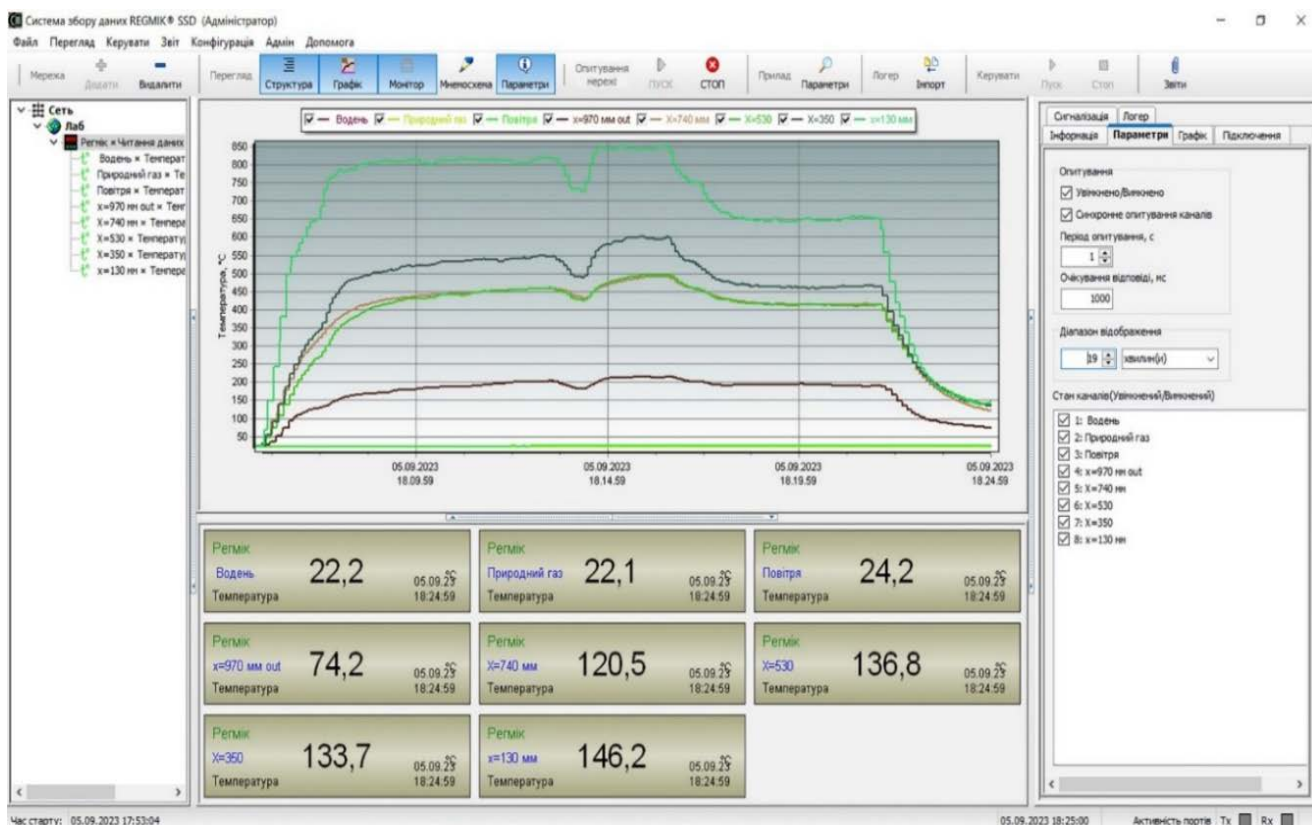 Система збору даних REGMIK® SSD (Адміністратор)
Файл Перегляд Керувати Звіт Конфігурація Адмін Допомога
Мережа Додати Видалити Перегляд Структура Графік Монітор Мнемосхема Параметри Опитування мережі ПУСК СТОП Прилад Параметри Логер Імпорт Керувати Пуск Стоп Звіти
Сеть
Лаб
Регмік × Читання даних
Водень × Температ
Природний газ × Те
Повітря × Температ
x=970 мм out × Темг
X=740 мм × Темпера
X=530 × Температу
X=350 × Температу
x=130 мм × Темпера
Водень Природний газ Повітря x=970 мм out X=740 мм X=530 X=350 x=130 мм
Температура, °C
850
800
750
700
650
600
550
500
450
400
350
300
250
200
150
100
50
05.09.2023 05.09.2023 05.09.2023 05.09.2023
18.09.59 18.14.59 18.19.59 18.24.59
Регмік
Водень 22,2 °C
05.09.23
Температура 18:24:59
Регмік
Природний газ 22,1 °C
05.09.23
Температура 18:24:59
Регмік
Повітря 24,2 °C
05.09.23
Температура 18:24:59
Регмік
x=970 мм out 74,2 °C
05.09.23
Температура 18:24:59
Регмік
X=740 мм 120,5 °C
05.09.23
Температура 18:24:59
Регмік
X=530 136,8 °C
05.09.23
Температура 18:24:59
Регмік
X=350 133,7 °C
05.09.23
Температура 18:24:59
Регмік
x=130 мм 146,2 °C
05.09.23
Температура 18:24:59
Сигналізація Логер
Інформація Параметри Графік Підключення
Опитування
Увімкнено/Вимкнено
Синхронне опитування каналів
Період опитування, с
1
Очікування відповіді, мс
1000
Діапазон відображення
19 хвилин(и)
Стан каналів(Увімкнений/Вимкнений)
1: Водень
2: Природний газ
3: Повітря
4: x=970 мм out
5: X=740 мм
6: X=530
7: X=350
8: x=130 мм
Час старту: 05.09.2023 17:53:04 05.09.2023 18:25:00 Активність портів Tx Rx